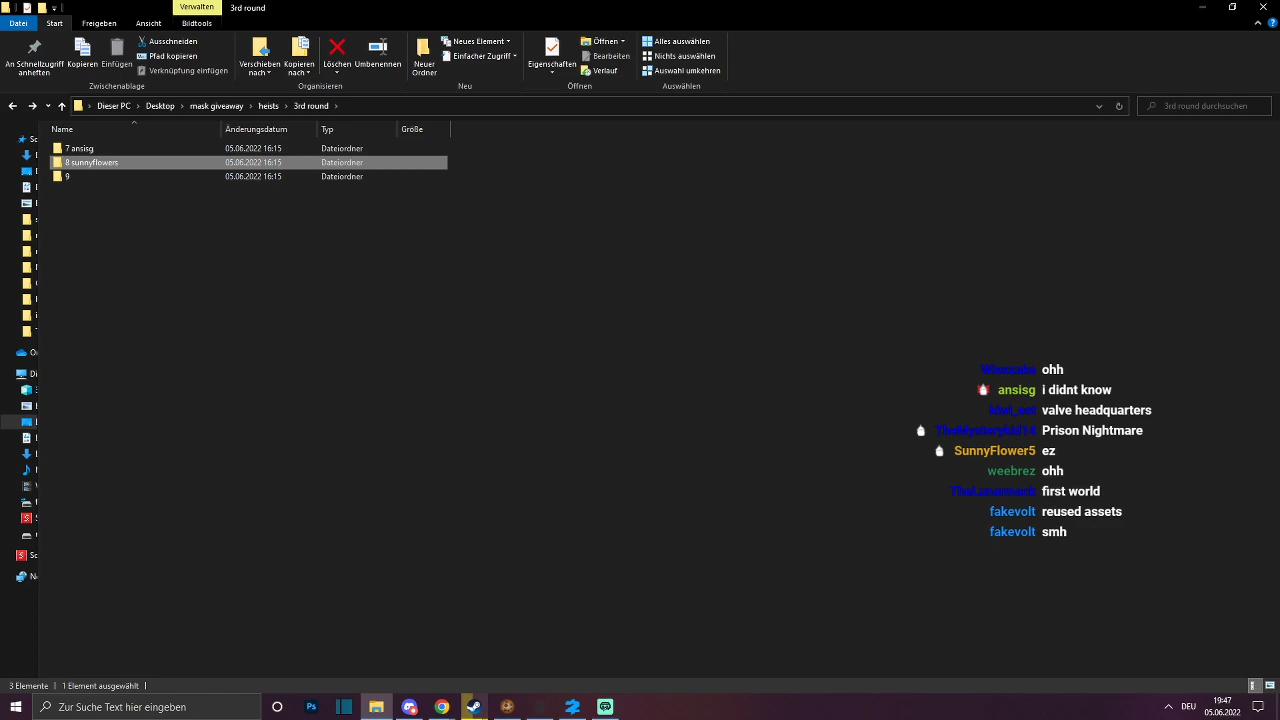 Verwalten
3rd round
Datei
Start
Freigeben
Ansicht
Bildtools
An Schnellzugriff
anheften
Kopieren
Einfügen
Ausschneiden
Pfad kopieren
Verknüpfung einfügen
Zwischenablage
Verschieben
nach
Kopieren
nach
Löschen
Umbenennen
Organisieren
Neuer
Ordner
Neues Element
Einfacher Zugriff
Neu
Eigenschaften
Öffnen
Bearbeiten
Verlauf
Öffnen
Alles auswählen
Nichts auswählen
Auswahl umkehren
Auswählen
Dieser PC
Desktop
mask giveaway
heists
3rd round
3rd round durchsuchen
Name
Änderungsdatum
Typ
Größe
7 ansisg 05.06.2022 16:15 Dateiordner
8 sunnyflowers 05.06.2022 16:15 Dateiordner
9 05.06.2022 16:15 Dateiordner
ohh
ansisg i didnt know
valve headquarters
Prison Nightmare
SunnyFlower5 ez
weebrez ohh
first world
fakevolt reused assets
fakevolt smh
3 Elemente
1 Element ausgewählt
Zur Suche Text hier eingeben
DEU
19:47
05.06.2022